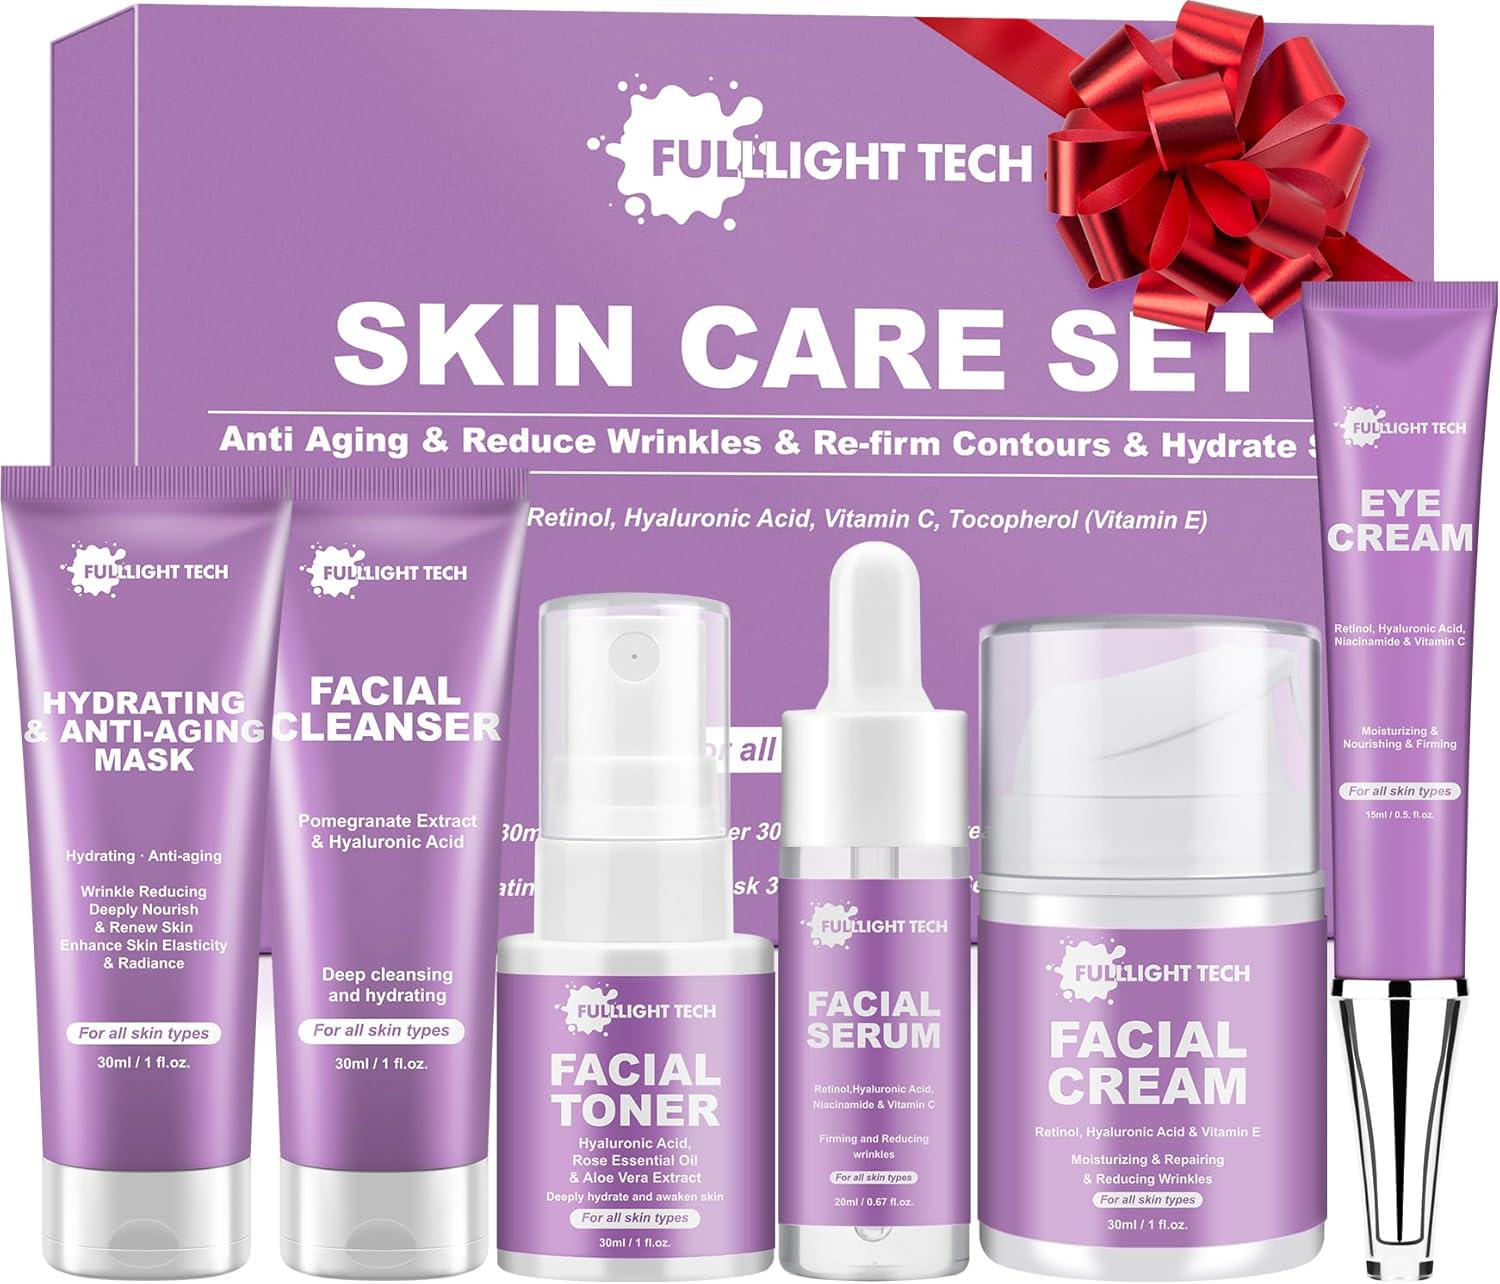 FULLLIGHT TECH
SKIN CARE SET
Anti Aging & Reduce Wrinkles & Re-firm Contours & Hydrate
Retinol, Hyaluronic Acid, Vitamin C, Tocopherol (Vitamin E)
all
FULLLIGHT TECH
HYDRATING
& ANTI-AGING
MASK
Hydrating · Anti-aging
Wrinkle Reducing
Deeply Nourish
& Renew Skin
Enhance Skin Elasticity
& Radiance
For all skin types
30ml / 1 fl.oz.
FULLLIGHT TECH
FACIAL
CLEANSER
Pomegranate Extract
& Hyaluronic Acid
Deep cleansing
and hydrating
For all skin types
30ml / 1 fl.oz.
FULLLIGHT TECH
FACIAL
TONER
Hyaluronic Acid,
Rose Essential Oil
& Aloe Vera Extract
Deeply hydrate and awaken skin
For all skin types
30ml / 1 fl.oz.
FULLLIGHT TECH
FACIAL
SERUM
Retinol,Hyaluronic Acid,
Niacinamide & Vitamin C
Firming and Reducing
wrinkles
For all skin types
20ml / 0.67 fl.oz.
FULLLIGHT TECH
FACIAL
CREAM
Retinol, Hyaluronic Acid & Vitamin E
Moisturizing & Repairing
& Reducing Wrinkles
For all skin types
30ml / 1 fl.oz.
FULLLIGHT TECH
EYE
CREAM
Retinol, Hyaluronic Acid,
Niacinamide & Vitamin C
Moisturizing &
Nourishing & Firming
For all skin types
15ml / 0.5. fl.oz.